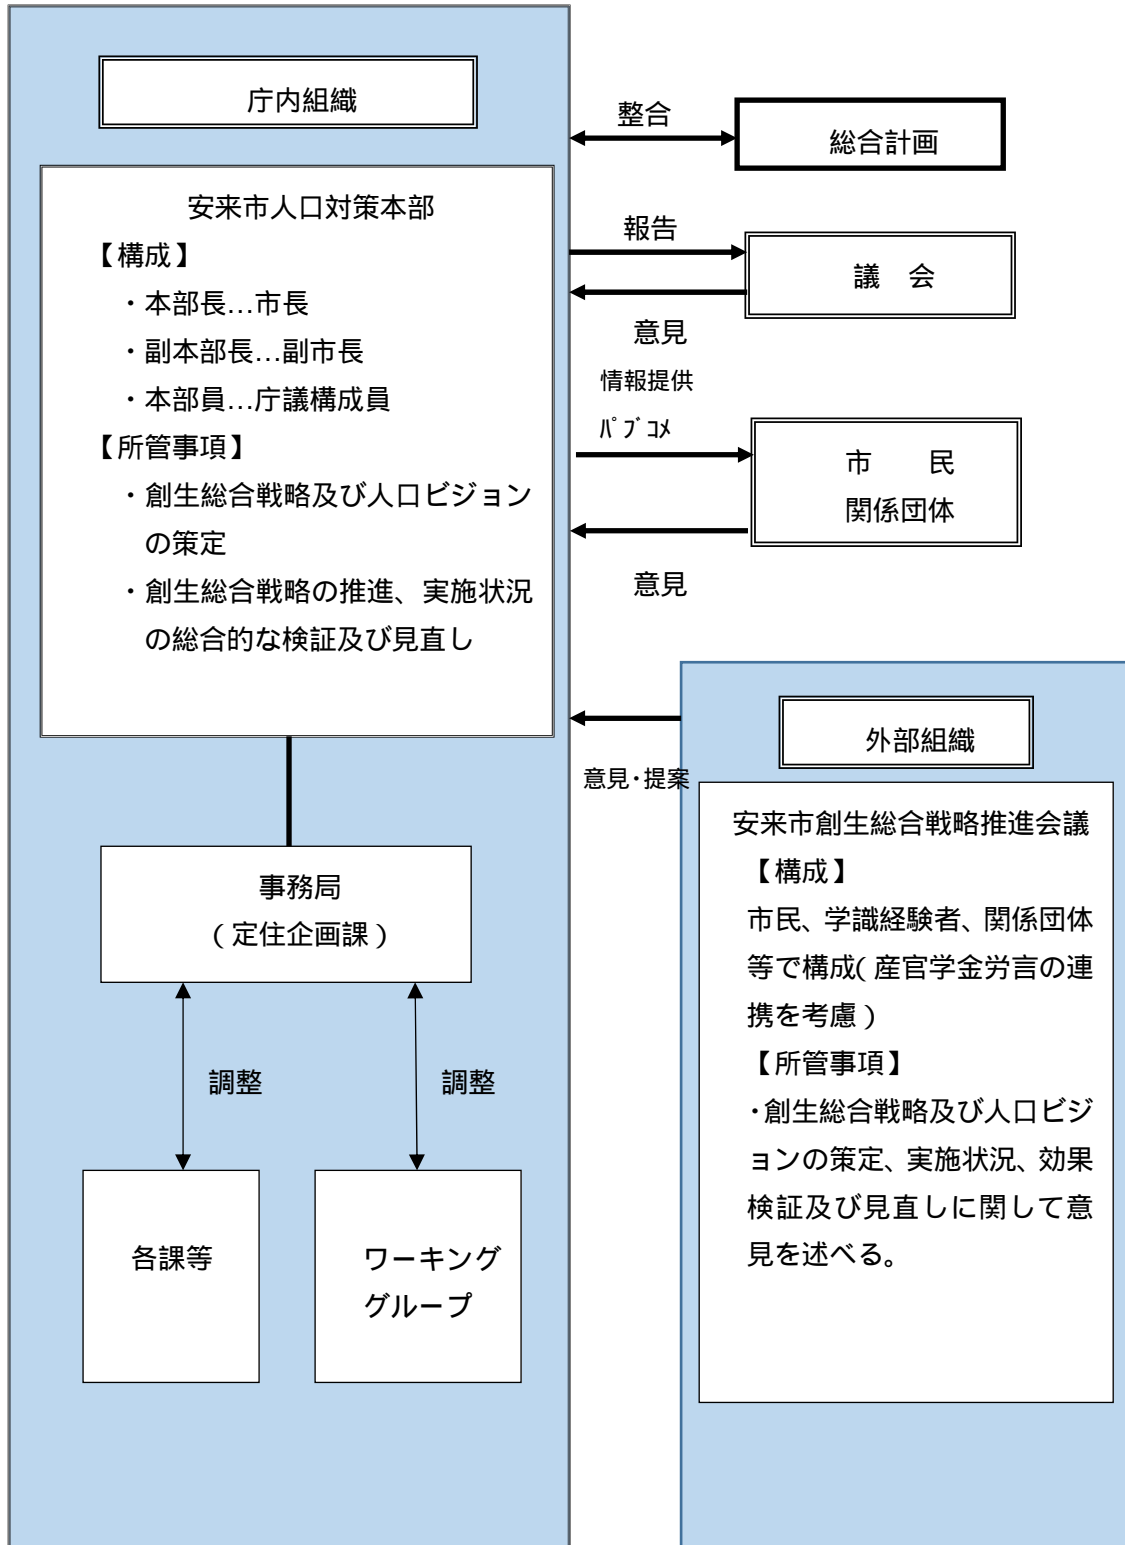 庁内組織
安来市人口対策本部
【構成】
・本部長…市長
・副本部長…副市長
・本部員…庁議構成員
【所管事項】
・創生総合戦略及び人口ビジョン
の策定
・創生総合戦略の推進、実施状況
の総合的な検証及び見直し
事務局
（定住企画課）
調整
調整
各課等
ワーキング
グループ
整合
総合計画
報告
議　会
意見
情報提供
ﾊﾟﾌﾞｺﾒ
市　　民
関係団体
意見
意見・提案
外部組織
安来市創生総合戦略推進会議
【構成】
市民、学識経験者、関係団体
等で構成（産官学金労言の連
携を考慮）
【所管事項】
・創生総合戦略及び人口ビジ
ョンの策定、実施状況、効果
検証及び見直しに関して意
見を述べる。